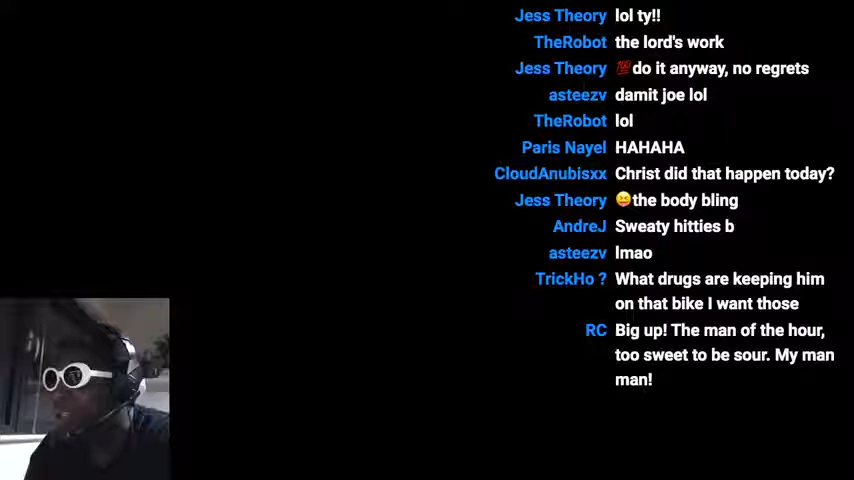 Jess Theory lol ty!!
TheRobot the lord's work
Jess Theory 💯do it anyway, no regrets
asteezv damit joe lol
TheRobot lol
Paris Nayel HAHAHA
CloudAnubisxx Christ did that happen today?
Jess Theory 😝the body bling
AndreJ Sweaty hitties b
asteezv lmao
TrickHo ? What drugs are keeping him
on that bike I want those
RC Big up! The man of the hour,
too sweet to be sour. My man
man!